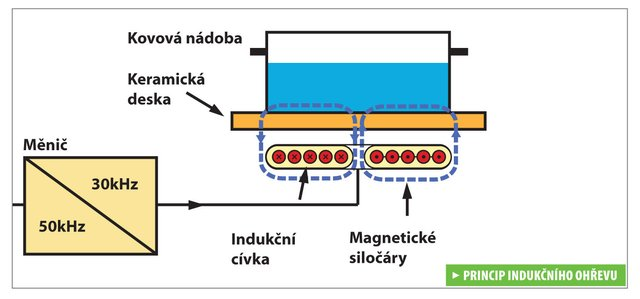 Kovová nádoba
Keramická
deska
Měnič
30kHz
50kHz
Indukční
cívka
Magnetické
siločáry
PRINCIP INDUKČNÍHO OHŘEVU